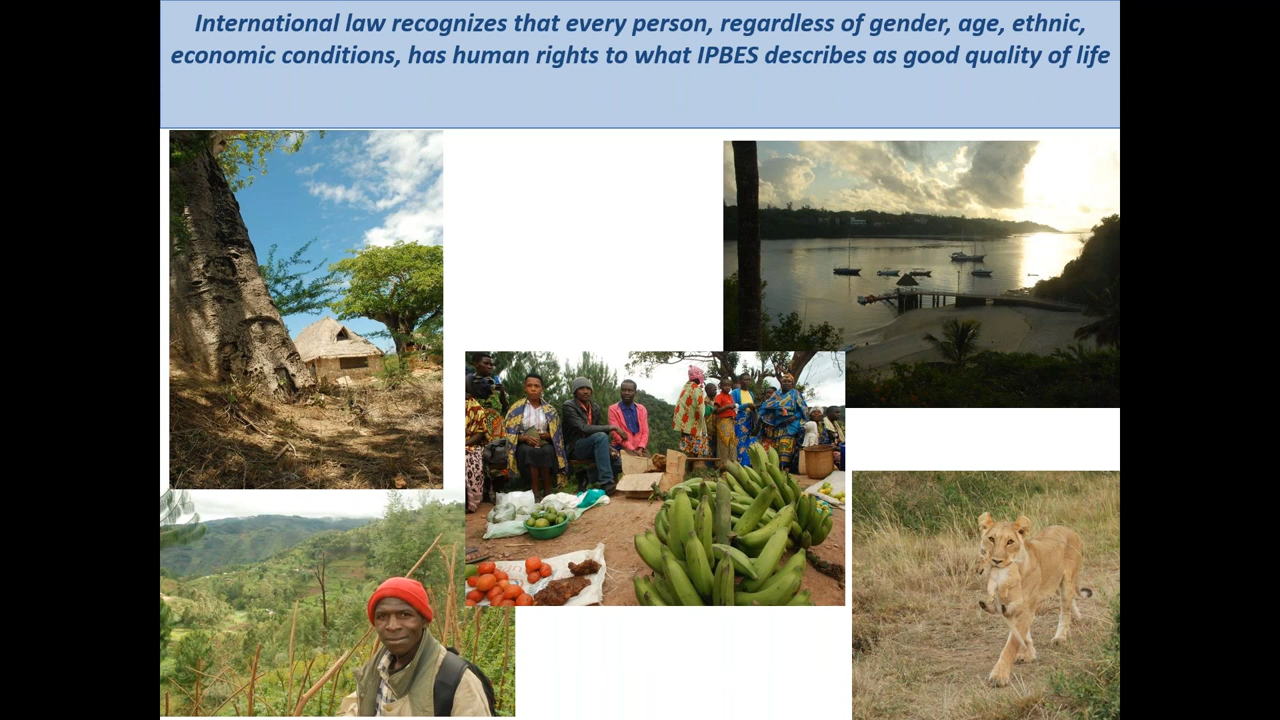 International law recognizes that every person, regardless of gender, age, ethnic,
economic conditions, has human rights to what IPBES describes as good quality of life